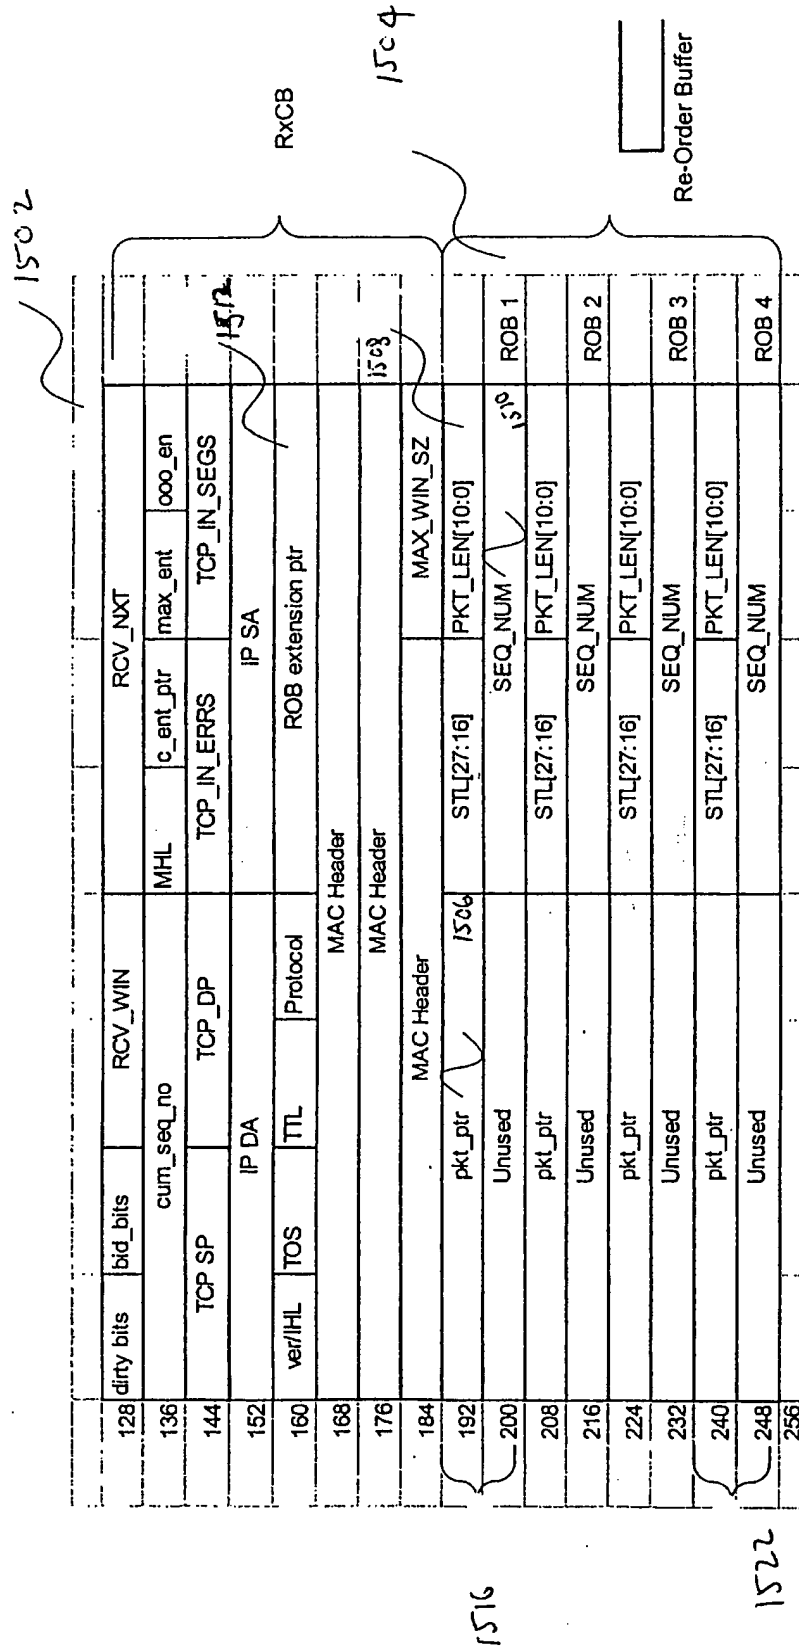 1502
128 dirty bits bid_bits RCV_WIN RCV_NXT
136 cum_seq_no MHL c_ent_ptr max_ent ooo_en
144 TCP SP TCP_DP TCP_IN_ERRS TCP_IN_SEGS
152 IP DA IP SA
1512
160 ver/IHL TOS TTL Protocol ROB extension ptr
168 MAC Header
176 MAC Header
1508
184 MAC Header MAX_WIN_SZ
RxCB
1504
192 pkt_ptr 1506 STL[27:16] PKT_LEN[10:0]
200 Unused SEQ_NUM 1510 ROB 1
208 pkt_ptr STL[27:16] PKT_LEN[10:0]
216 Unused SEQ_NUM ROB 2
224 pkt_ptr STL[27:16] PKT_LEN[10:0]
232 Unused SEQ_NUM ROB 3
240 pkt_ptr STL[27:16] PKT_LEN[10:0]
248 Unused SEQ_NUM ROB 4
256
1516
1522
Re-Order Buffer